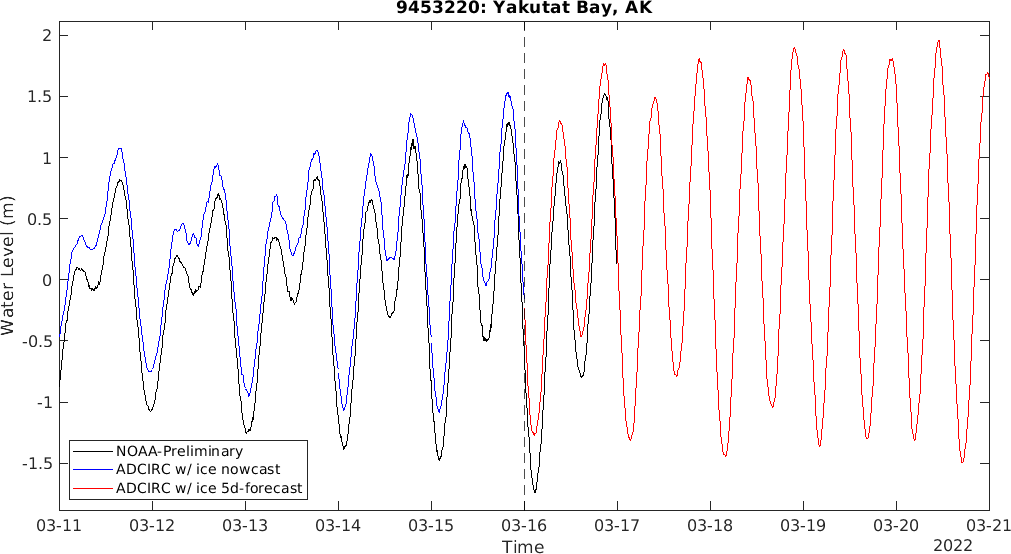 9453220: Yakutat Bay, AK
2
1.5
1
0.5
0
-0.5
-1
-1.5
Water Level (m)
NOAA-Preliminary
ADCIRC w/ ice nowcast
ADCIRC w/ ice 5d-forecast
03-11 03-12 03-13 03-14 03-15 03-16 03-17 03-18 03-19 03-20 03-21
Time
2022